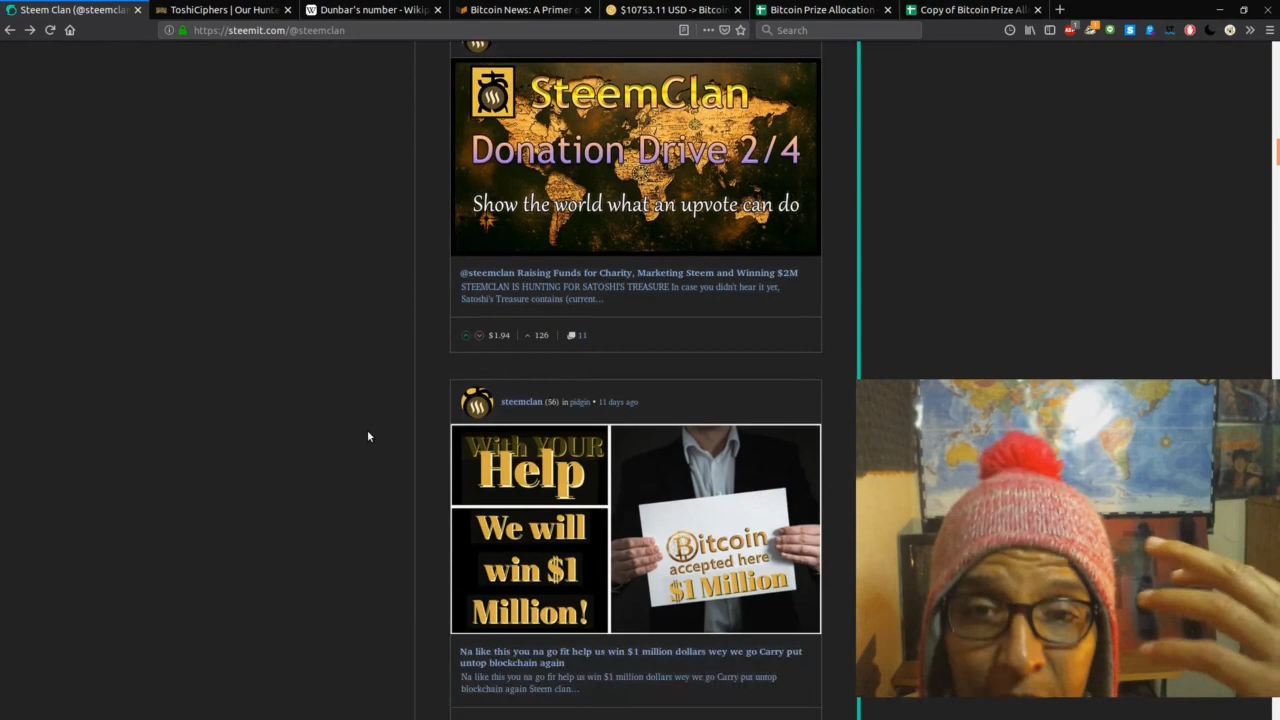 Steem Clan (@steemclan
ToshiCiphers | Our Hunte
Dunbar's number - Wikip
Bitcoin News: A Primer o
$10753.11 USD -> Bitcoin
Bitcoin Prize Allocation
Copy of Bitcoin Prize All
https://steemit.com/@steemclan
Search
SteemClan
Donation Drive 2/4
Show the world what an upvote can do
@steemclan Raising Funds for Charity, Marketing Steem and Winning $2M
STEEMCLAN IS HUNTING FOR SATOSHI'S TREASURE In case you didn't hear it yet,
Satoshi's Treasure contains (current...
$1.94 126 11
steemclan (56) in pidgin • 11 days ago
With YOUR
Help
We will
win $1
Million!
Bitcoin
accepted here
$1 Million
Na like this you na go fit help us win $1 million dollars wey we go Carry put
untop blockchain again
Na like this you na go fit help us win $1 million dollars wey we go Carry put untop
blockchain again Steem clan...